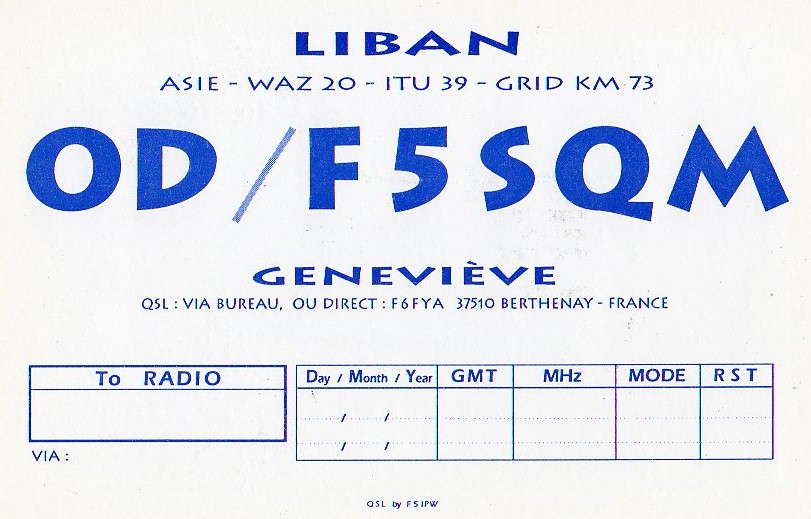 LIBAN
ASIE - WAZ 20 - ITU 39 - GRID KM 73
OD/F5SQM
GENEVIÈVE
QSL : VIA BUREAU, OU DIRECT : F6FYA 37510 BERTHENAY - FRANCE
To RADIO
Day / Month / Year GMT MHz MODE RST
/ /
/ /
VIA :
QSL by F5IPW